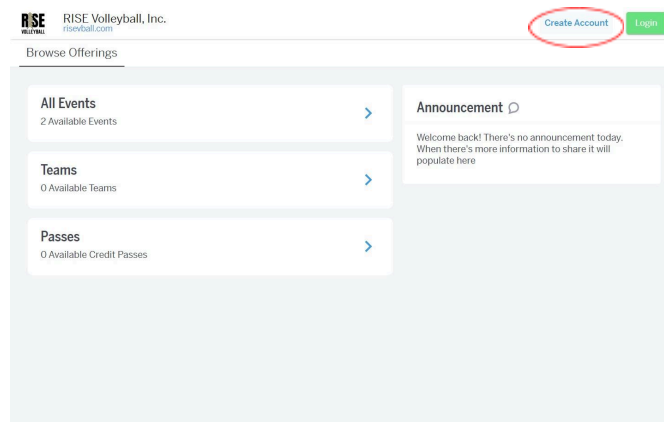 RISE
VOLLEYBALL
RISE Volleyball, Inc.
risevball.com
Create Account
Login
Browse Offerings
All Events
2 Available Events
Teams
0 Available Teams
Passes
0 Available Credit Passes
Announcement
Welcome back! There's no announcement today.
When there's more information to share it will
populate here